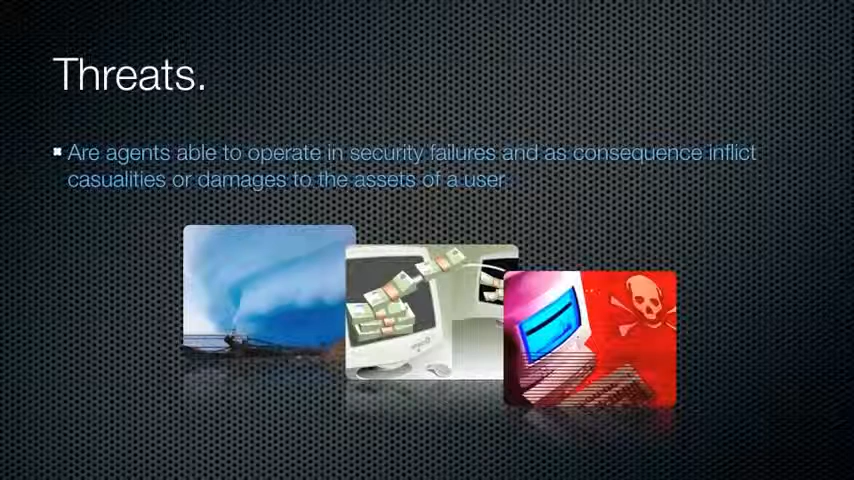 Threats.
Are agents able to operate in security failures and as consequence inflict
casualities or damages to the assets of a user